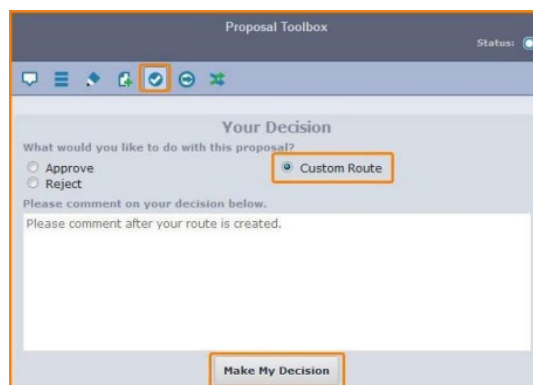 Proposal Toolbox
Status:
Your Decision
What would you like to do with this proposal?
Approve
Custom Route
Reject
Please comment on your decision below.
Please comment after your route is created.
Make My Decision